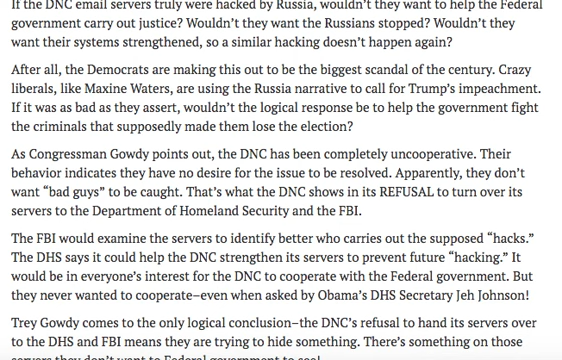 If the DNC email servers truly were hacked by Russia, wouldn't they want to help the Federal
government carry out justice? Wouldn't they want the Russians stopped? Wouldn't they
want their systems strengthened, so a similar hacking doesn't happen again?
After all, the Democrats are making this out to be the biggest scandal of the century. Crazy
liberals, like Maxine Waters, are using the Russia narrative to call for Trump's impeachment.
If it was as bad as they assert, wouldn't the logical response be to help the government fight
the criminals that supposedly made them lose the election?
As Congressman Gowdy points out, the DNC has been completely uncooperative. Their
behavior indicates they have no desire for the issue to be resolved. Apparently, they don't
want “bad guys” to be caught. That's what the DNC shows in its REFUSAL to turn over its
servers to the Department of Homeland Security and the FBI.
The FBI would examine the servers to identify better who carries out the supposed “hacks.”
The DHS says it could help the DNC strengthen its servers to prevent future “hacking.” It
would be in everyone's interest for the DNC to cooperate with the Federal government. But
they never wanted to cooperate–even when asked by Obama's DHS Secretary Jeh Johnson!
Trey Gowdy comes to the only logical conclusion–the DNC's refusal to hand its servers over
to the DHS and FBI means they are trying to hide something. There's something on those
servers they don't want to Federal government to see!